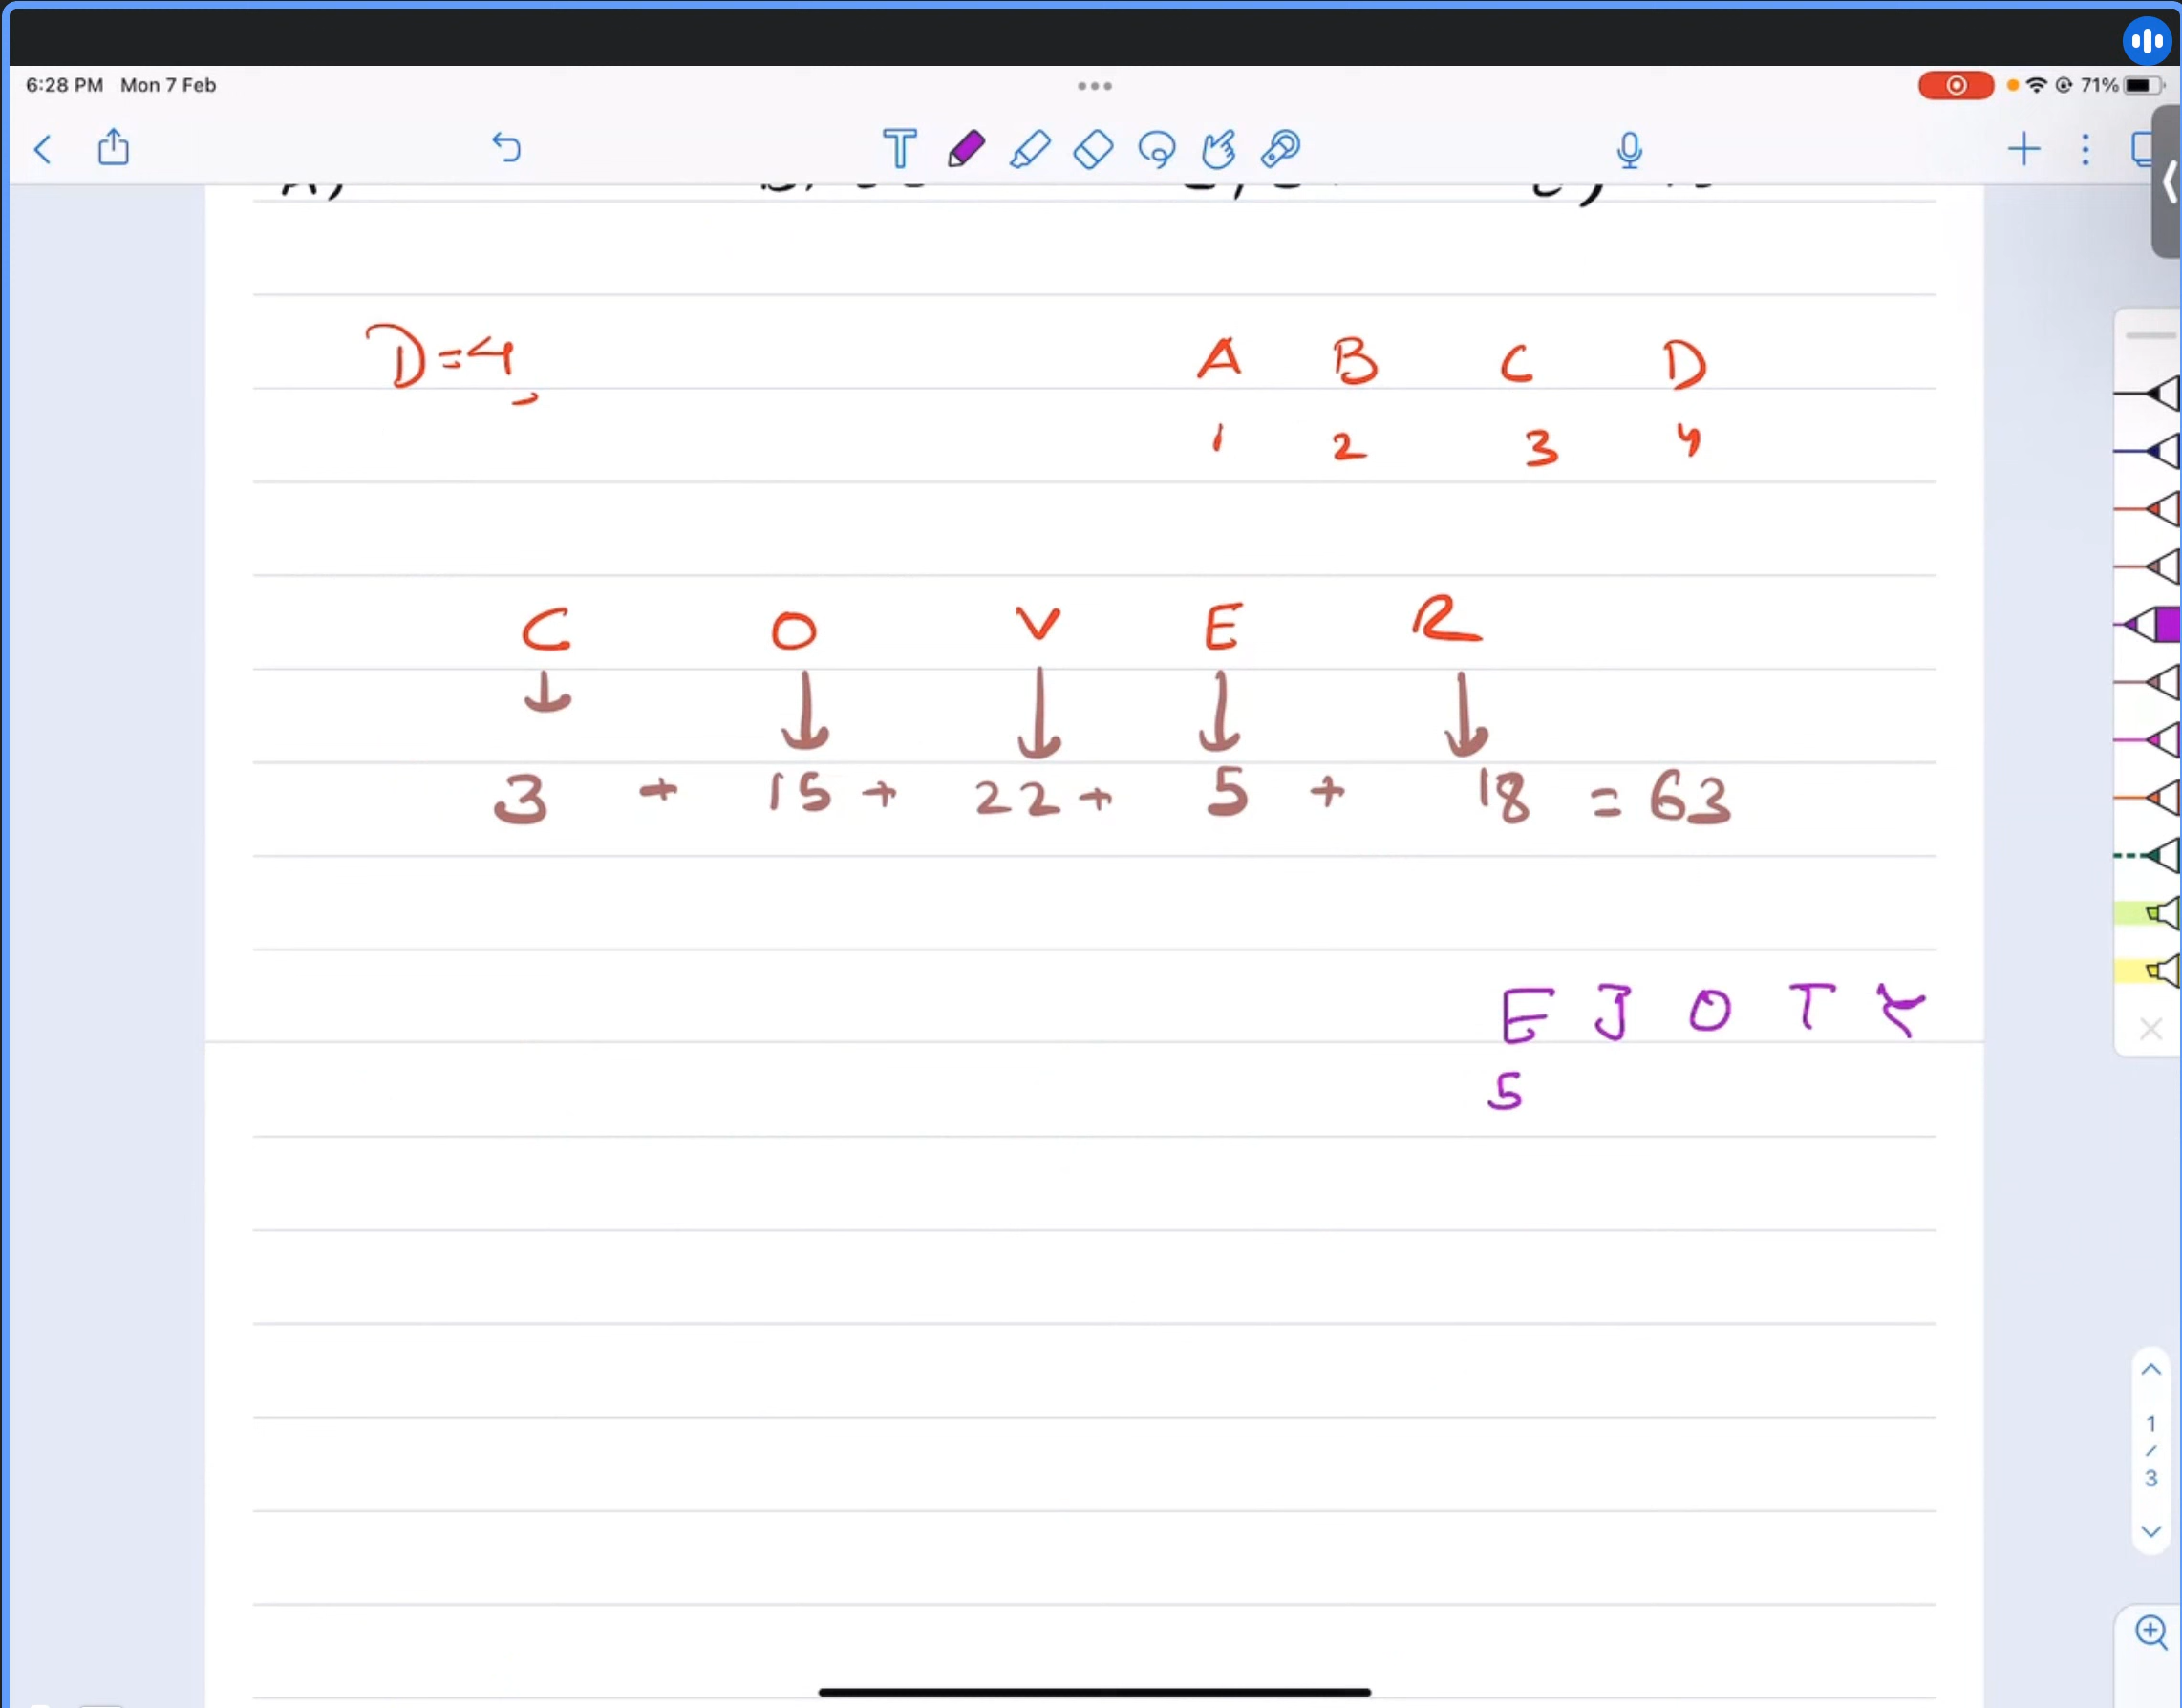 6:28 PM Mon 7 Feb
71%
T
D=4,
A B C D
1 2 3 4
C O V E R
3 + 15 + 22 + 5 + 18 = 63
E J O T Y
5
1
/
3